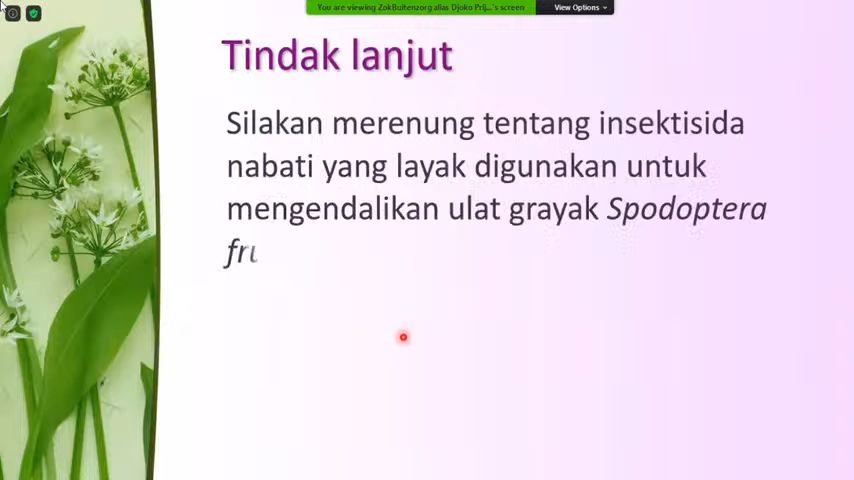 You are viewing ZokBuitenzorg alias Djoko Prij...'s screen
View Options
Tindak lanjut
Silakan merenung tentang insektisida
nabati yang layak digunakan untuk
mengendalikan ulat grayak Spodoptera